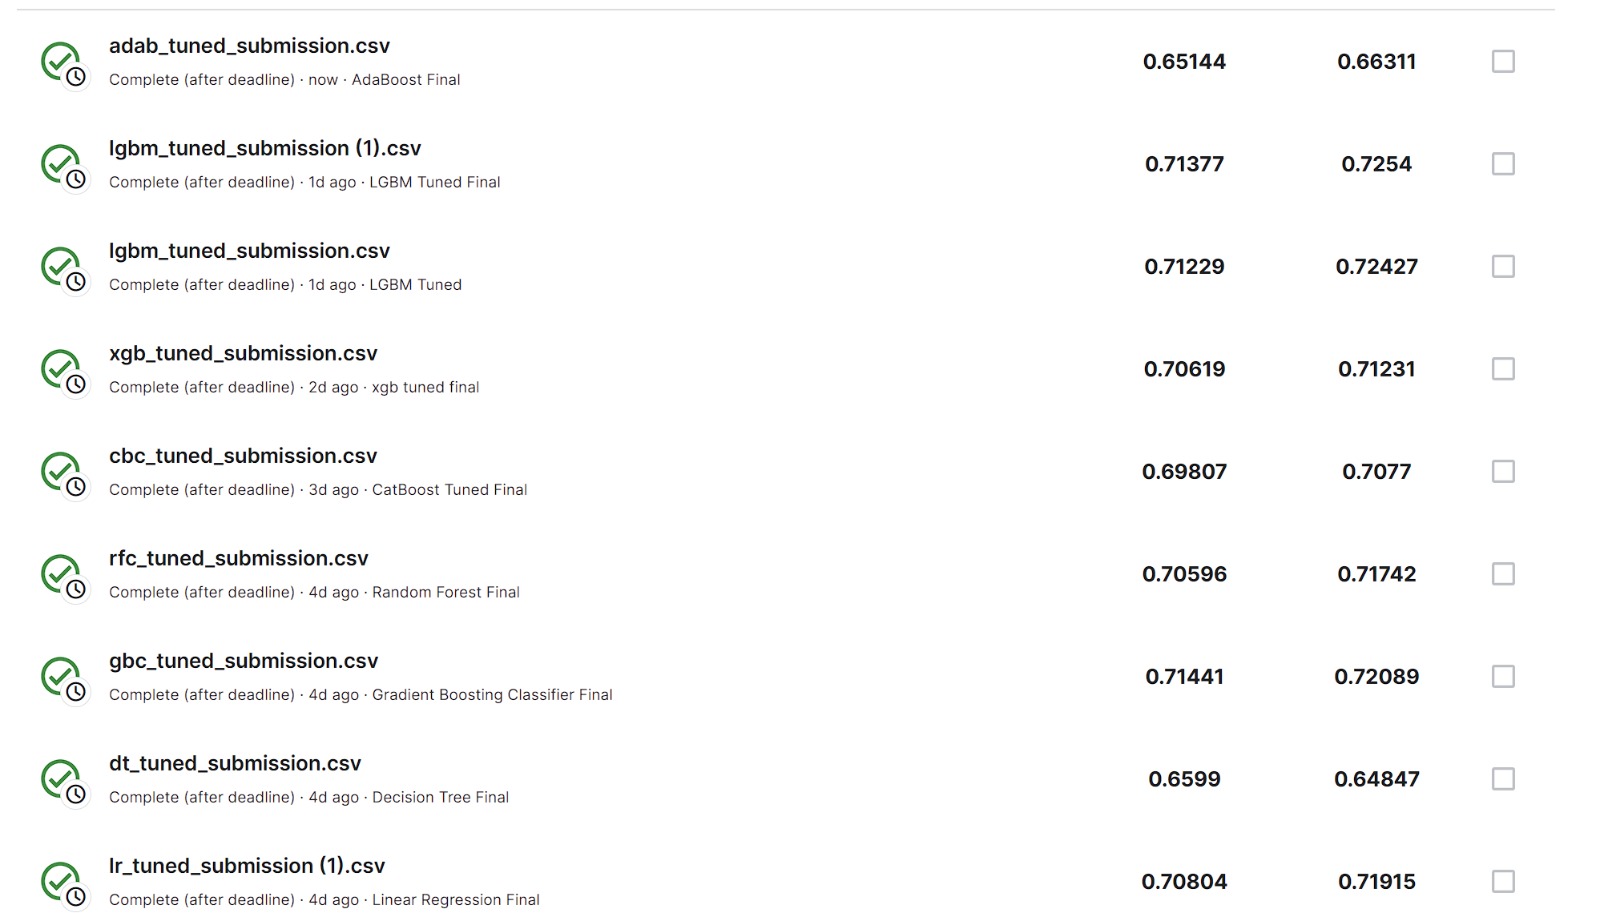 adab_tuned_submission.csv
0.65144 0.66311
Complete (after deadline) · now · AdaBoost Final
lgbm_tuned_submission (1).csv
0.71377 0.7254
Complete (after deadline) · 1d ago · LGBM Tuned Final
lgbm_tuned_submission.csv
0.71229 0.72427
Complete (after deadline) · 1d ago · LGBM Tuned
xgb_tuned_submission.csv
0.70619 0.71231
Complete (after deadline) · 2d ago · xgb tuned final
cbc_tuned_submission.csv
0.69807 0.7077
Complete (after deadline) · 3d ago · CatBoost Tuned Final
rfc_tuned_submission.csv
0.70596 0.71742
Complete (after deadline) · 4d ago · Random Forest Final
gbc_tuned_submission.csv
0.71441 0.72089
Complete (after deadline) · 4d ago · Gradient Boosting Classifier Final
dt_tuned_submission.csv
0.6599 0.64847
Complete (after deadline) · 4d ago · Decision Tree Final
lr_tuned_submission (1).csv
0.70804 0.71915
Complete (after deadline) · 4d ago · Linear Regression Final